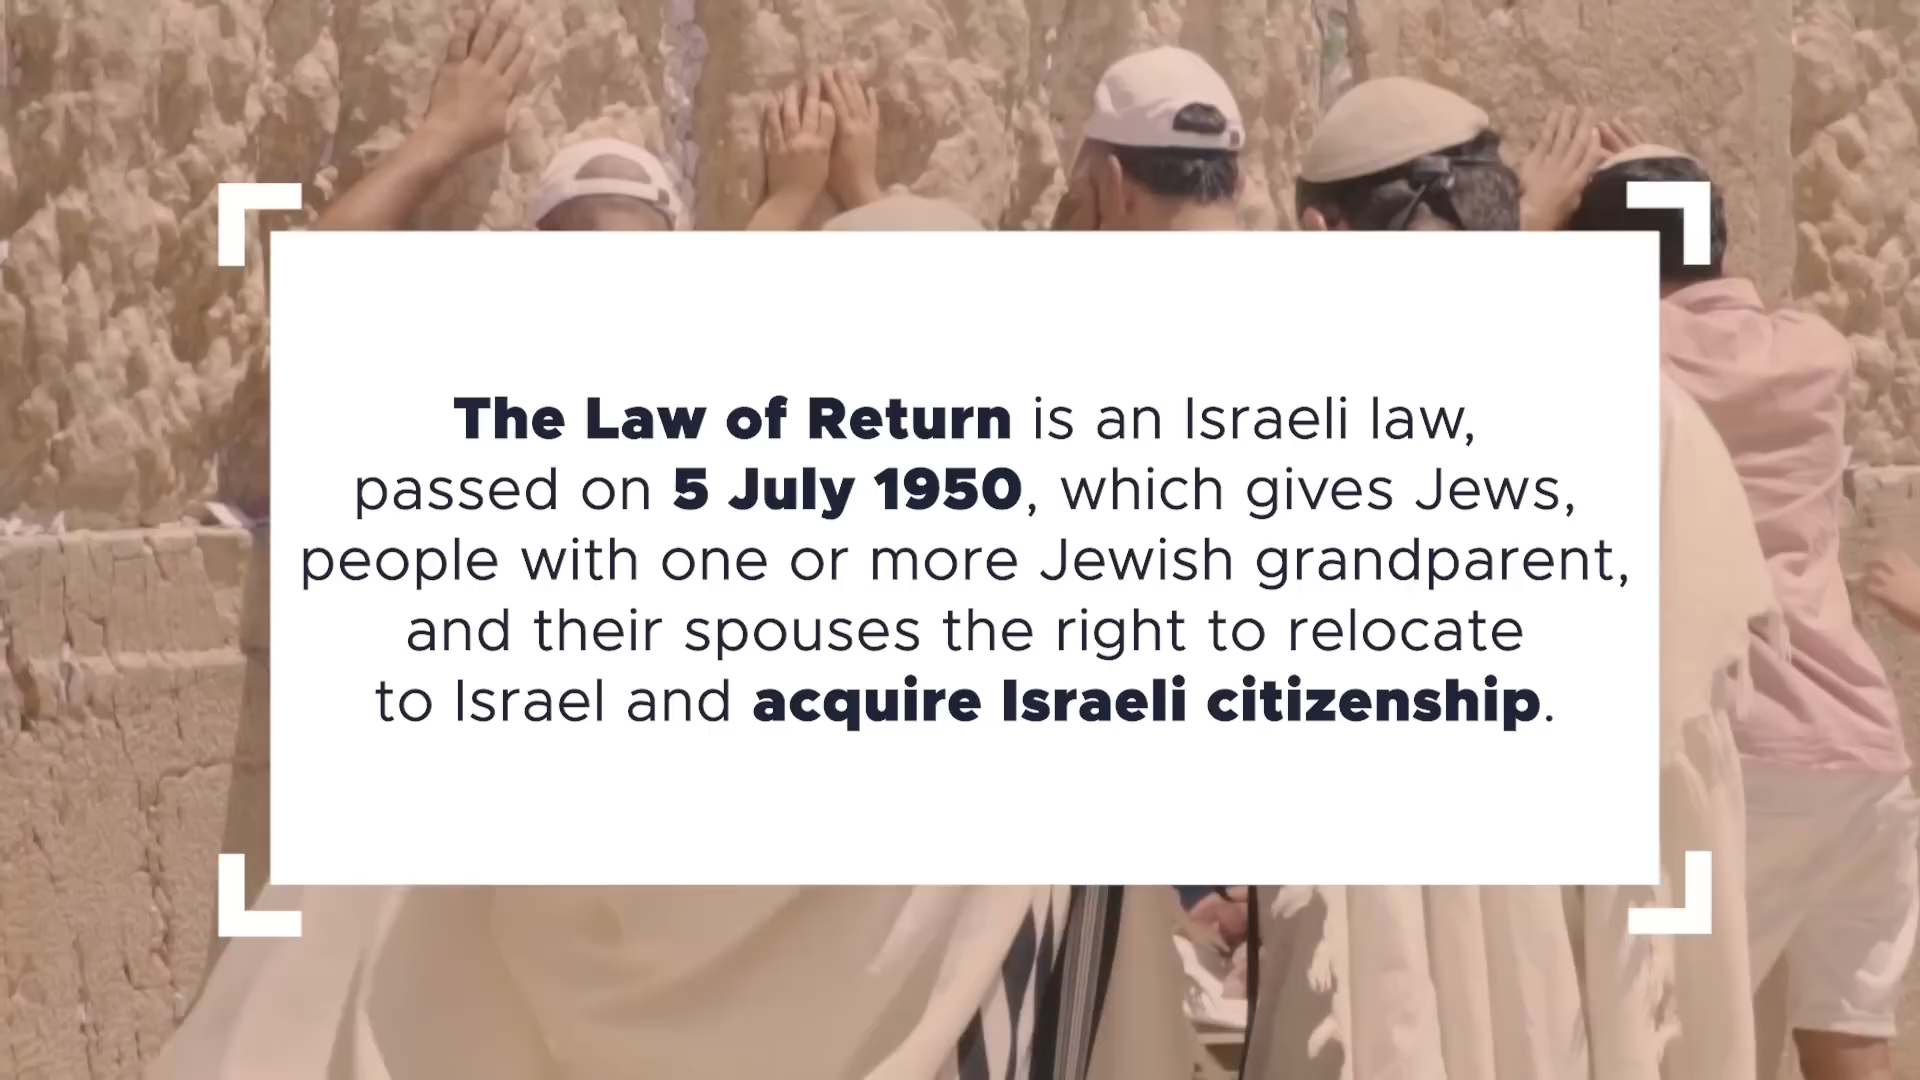 The Law of Return is an Israeli law,
passed on 5 July 1950, which gives Jews,
people with one or more Jewish grandparent,
and their spouses the right to relocate
to Israel and acquire Israeli citizenship.